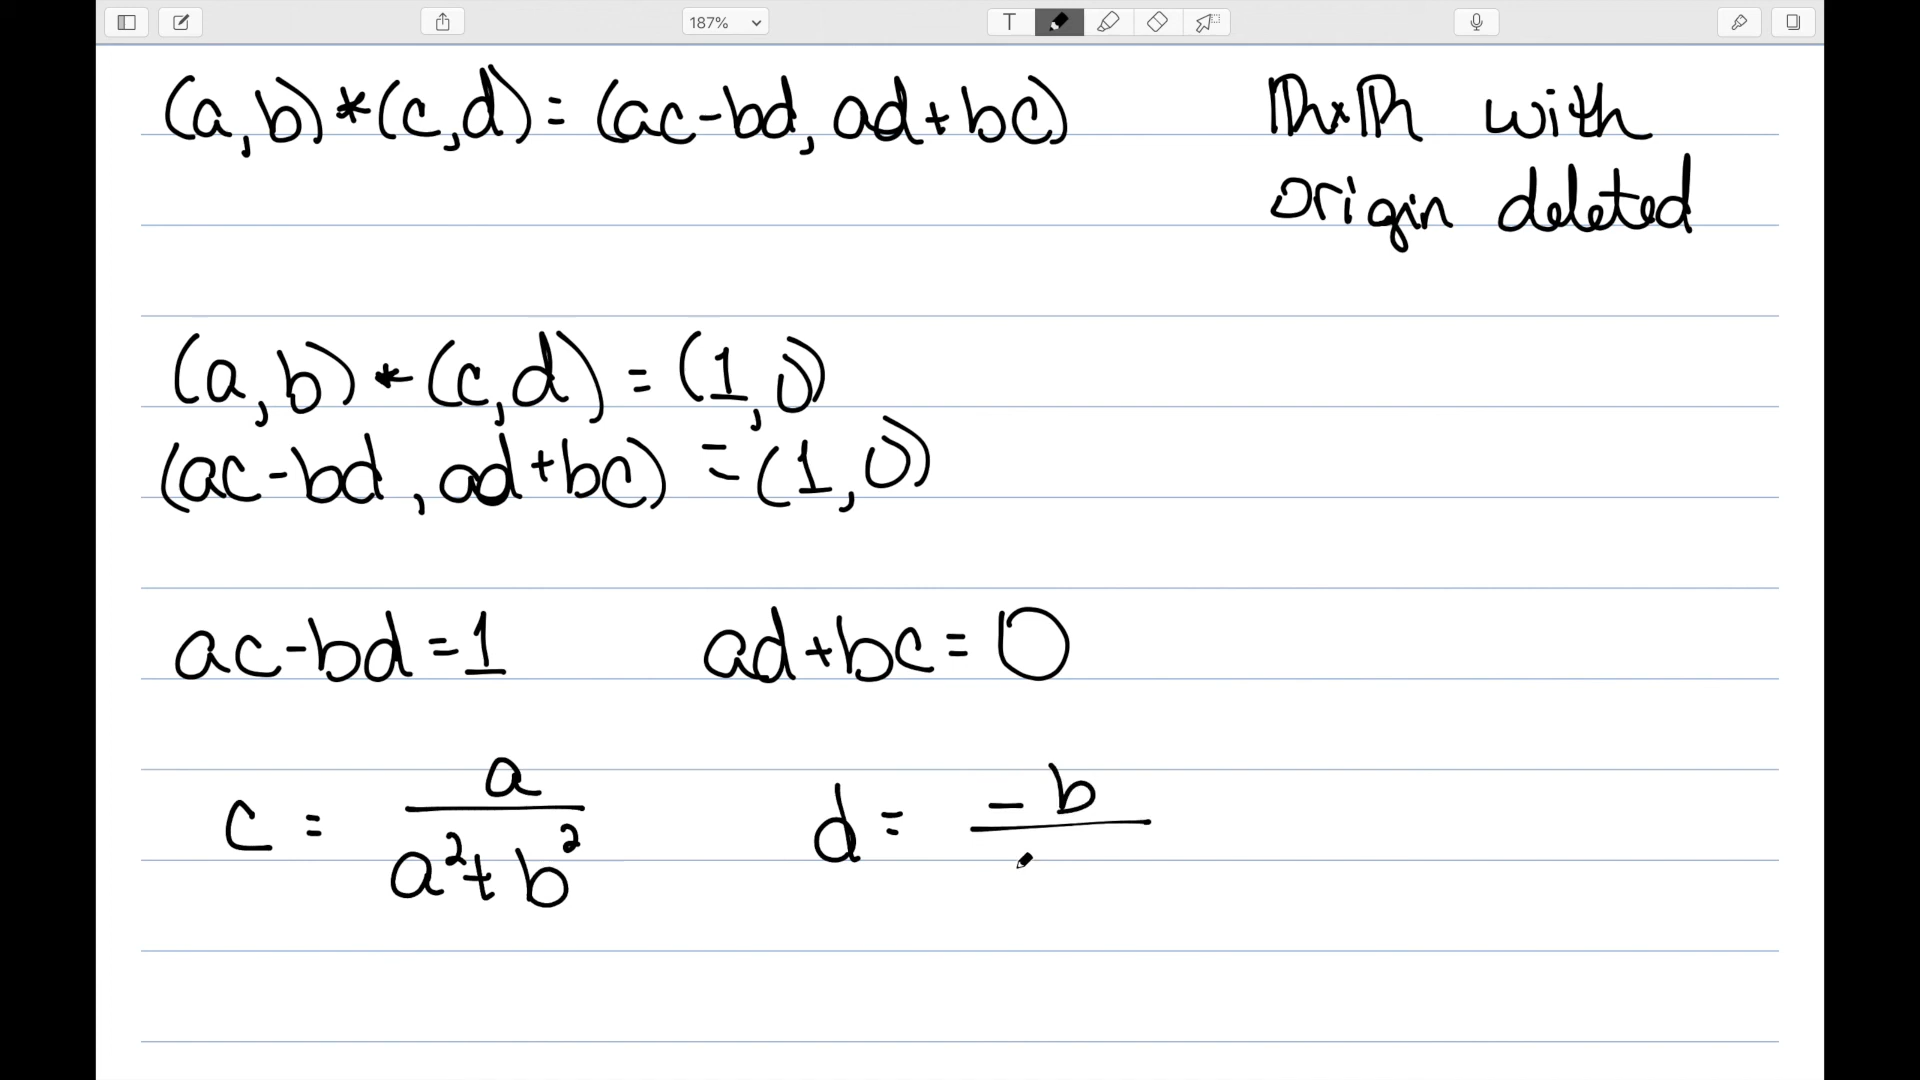 187%
T
(a,b)*(c,d)=(ac-bd,ad+bc)
ℝ×ℝ with
origin deleted
(a,b)*(c,d)=(1,0)
(ac-bd,ad+bc)=(1,0)
ac-bd=1 ad+bc=0
c = a/(a²+b²) d = -b/